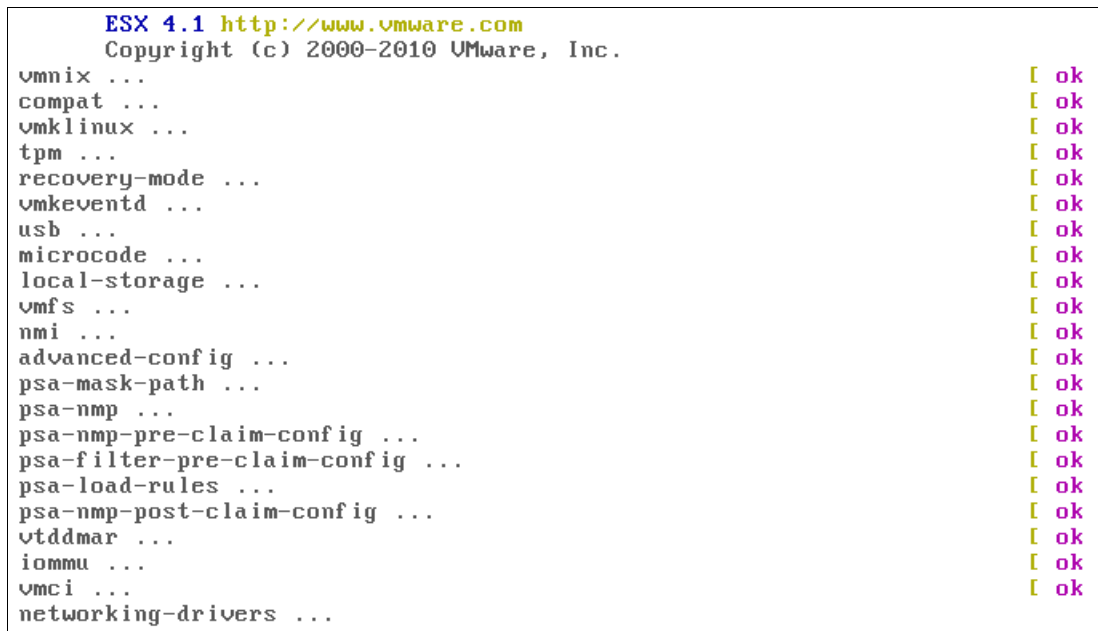 ESX 4.1 http://www.vmware.com
Copyright (c) 2000-2010 VMware, Inc.
vmnix ... [ ok
compat ... [ ok
vmklinux ... [ ok
tpm ... [ ok
recovery-mode ... [ ok
vmkeventd ... [ ok
usb ... [ ok
microcode ... [ ok
local-storage ... [ ok
vmfs ... [ ok
nmi ... [ ok
advanced-config ... [ ok
psa-mask-path ... [ ok
psa-nmp ... [ ok
psa-nmp-pre-claim-config ... [ ok
psa-filter-pre-claim-config ... [ ok
psa-load-rules ... [ ok
psa-nmp-post-claim-config ... [ ok
vtddmar ... [ ok
iommu ... [ ok
vmci ... [ ok
networking-drivers ...